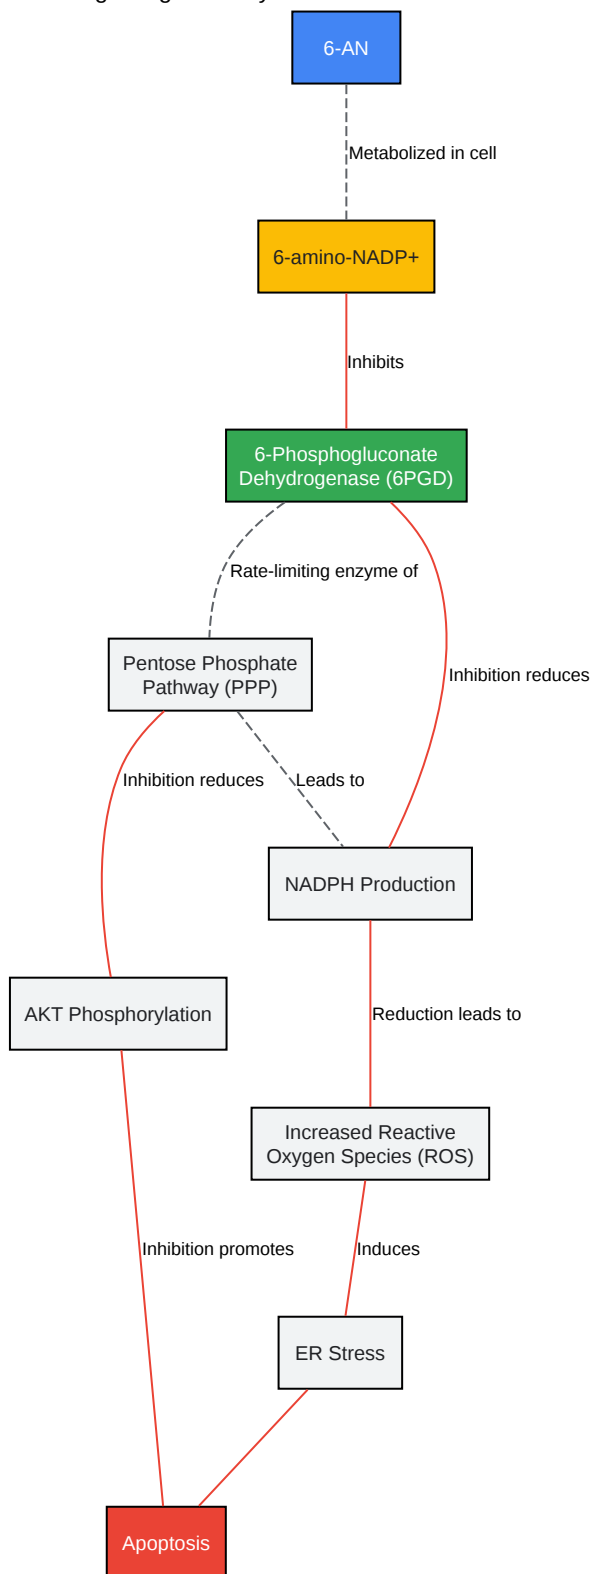 6-AN
Metabolized in cell
6-amino-NADP+
Inhibits
6-Phosphogluconate
Dehydrogenase (6PGD)
Rate-limiting enzyme of
Pentose Phosphate
Pathway (PPP)
Inhibition reduces
Inhibition reduces
Leads to
NADPH Production
AKT Phosphorylation
Reduction leads to
Increased Reactive
Oxygen Species (ROS)
Inhibition promotes
Induces
ER Stress
Apoptosis